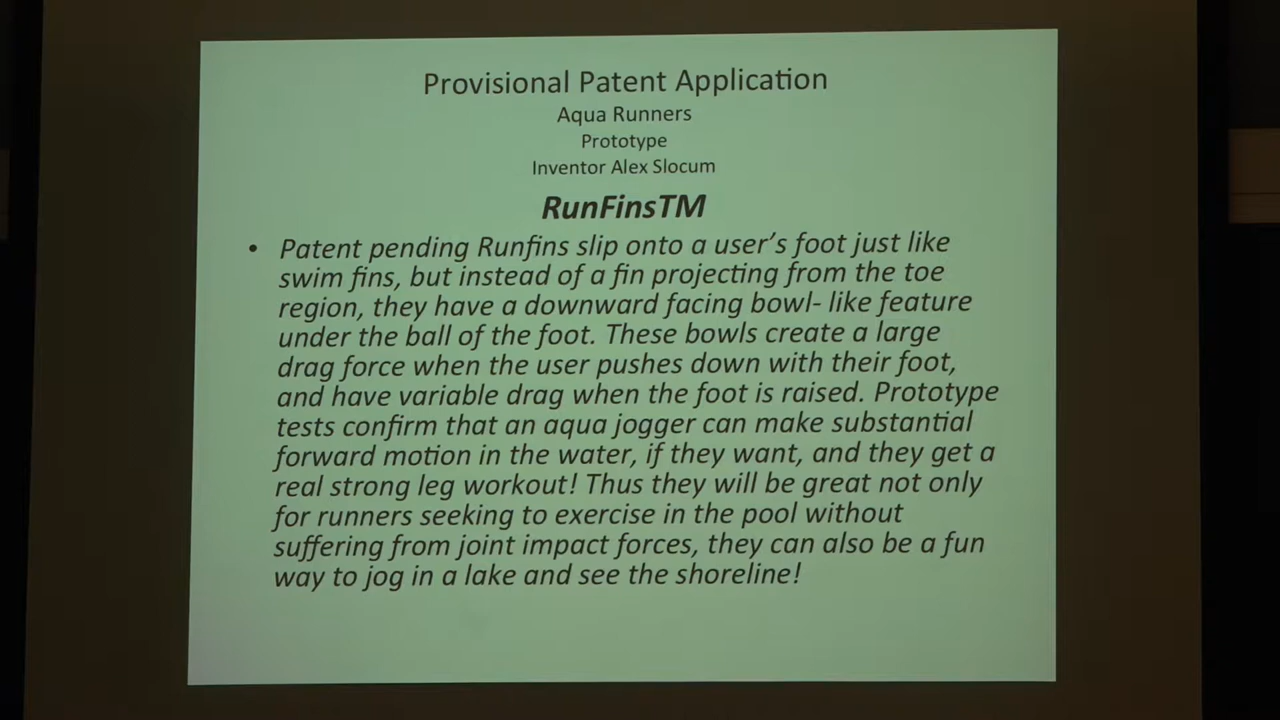 Provisional Patent Application
Aqua Runners
Prototype
Inventor Alex Slocum
RunFinsTM
• Patent pending Runfins slip onto a user's foot just like
swim fins, but instead of a fin projecting from the toe
region, they have a downward facing bowl- like feature
under the ball of the foot. These bowls create a large
drag force when the user pushes down with their foot,
and have variable drag when the foot is raised. Prototype
tests confirm that an aqua jogger can make substantial
forward motion in the water, if they want, and they get a
real strong leg workout! Thus they will be great not only
for runners seeking to exercise in the pool without
suffering from joint impact forces, they can also be a fun
way to jog in a lake and see the shoreline!